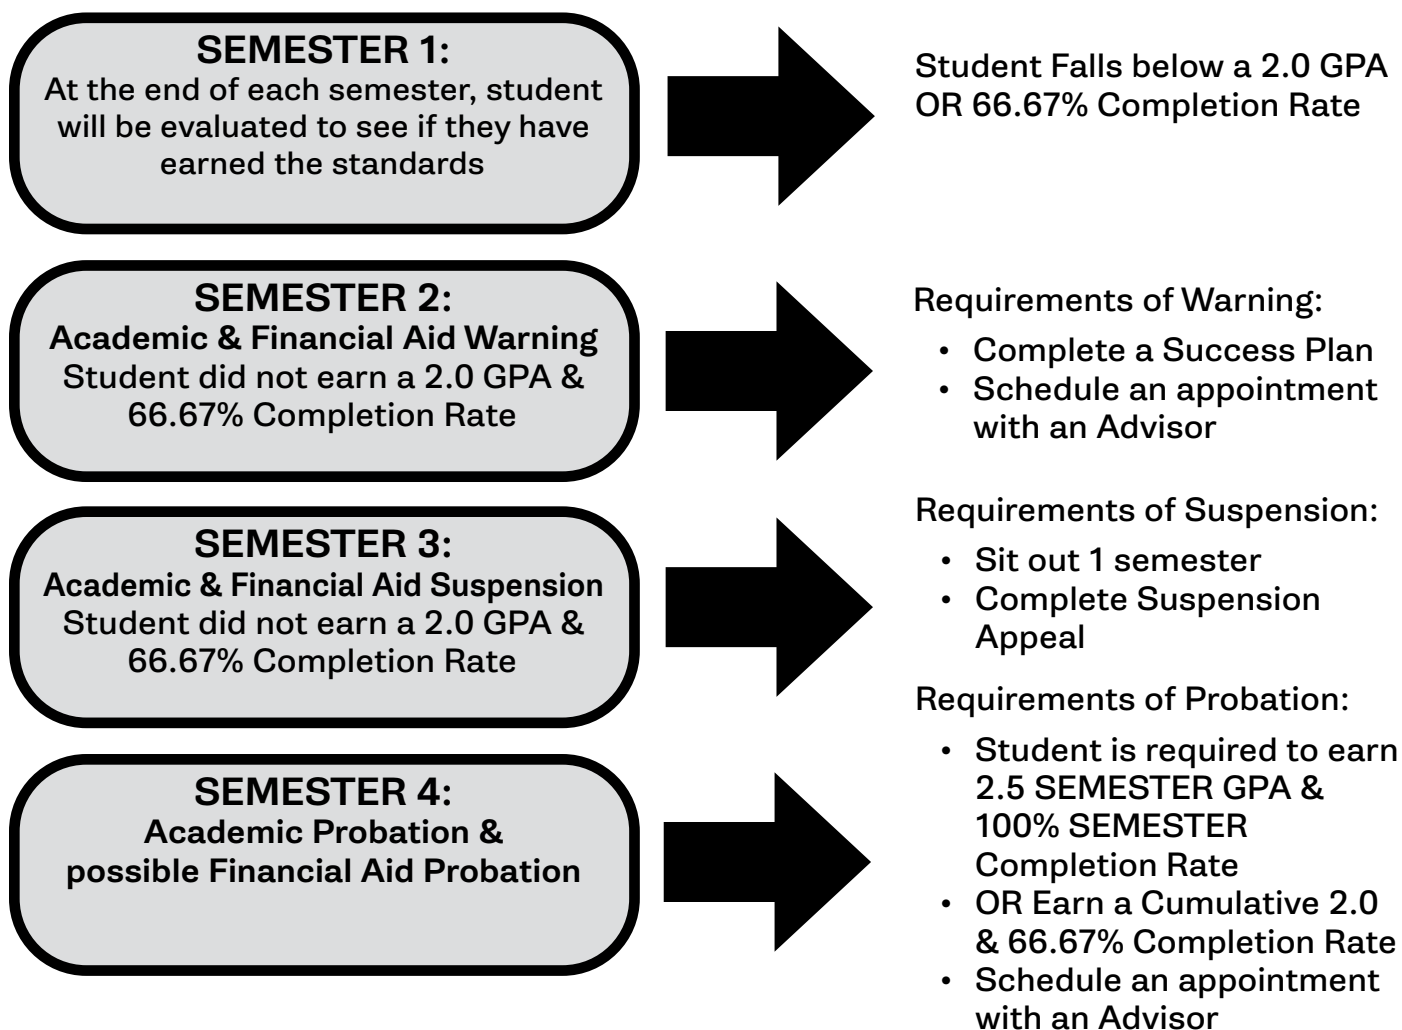 SEMESTER 1:
At the end of each semester, student
will be evaluated to see if they have
earned the standards
Student Falls below a 2.0 GPA
OR 66.67% Completion Rate
SEMESTER 2:
Academic & Financial Aid Warning
Student did not earn a 2.0 GPA &
66.67% Completion Rate
Requirements of Warning:
• Complete a Success Plan
• Schedule an appointment
with an Advisor
SEMESTER 3:
Academic & Financial Aid Suspension
Student did not earn a 2.0 GPA &
66.67% Completion Rate
Requirements of Suspension:
• Sit out 1 semester
• Complete Suspension
Appeal
SEMESTER 4:
Academic Probation &
possible Financial Aid Probation
Requirements of Probation:
• Student is required to earn
2.5 SEMESTER GPA &
100% SEMESTER
Completion Rate
• OR Earn a Cumulative 2.0
& 66.67% Completion Rate
• Schedule an appointment
with an Advisor